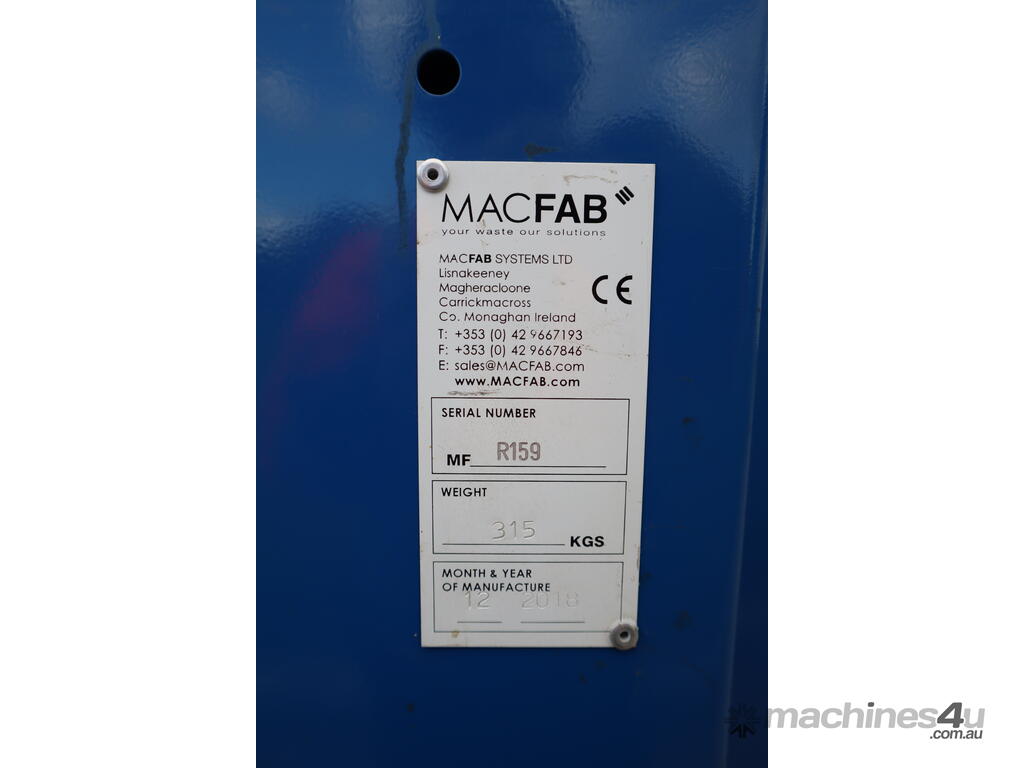 MACFAB
your waste our solutions
MACFAB SYSTEMS LTD
Lisnakeeney
Magheracloone
Carrickmacross
Co. Monaghan Ireland
CE
T: +353 (0) 42 9667193
F: +353 (0) 42 9667846
E: sales@MACFAB.com
www.MACFAB.com
SERIAL NUMBER
MF R159
WEIGHT
315 KGS
MONTH & YEAR
OF MANUFACTURE
12 2018
machines4u
.com.au